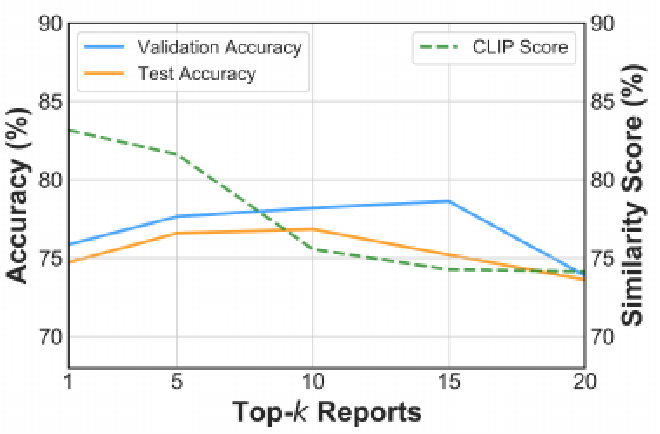 90
85
80
75
70
Accuracy (%)
Validation Accuracy
Test Accuracy
CLIP Score
90
85
80
75
70
Similarity Score (%)
1 5 10 15 20
Top-k Reports